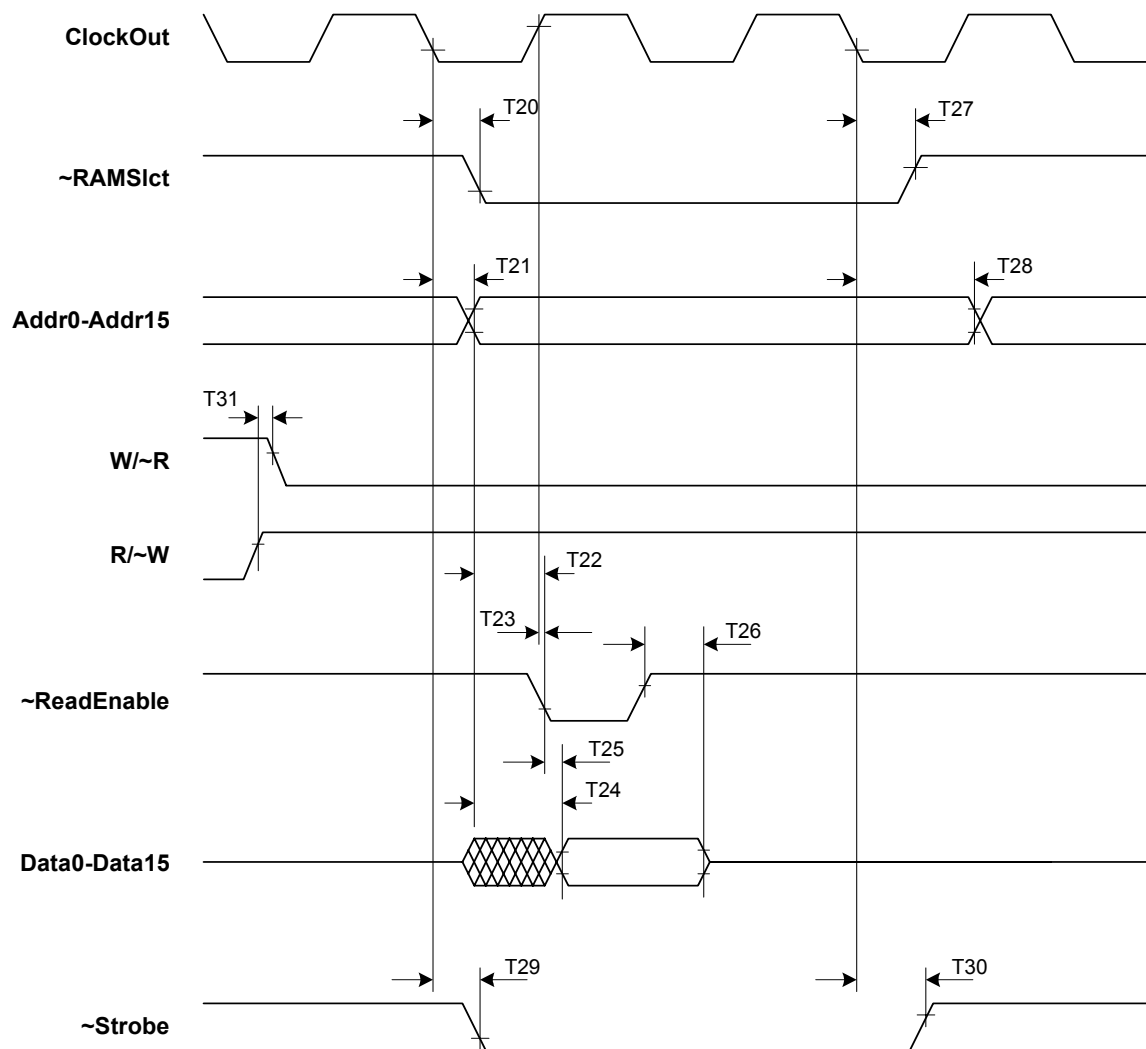 ClockOut
T20
T27
~RAMSlct
T21
T28
Addr0-Addr15
T31
W/~R
R/~W
T22
T23
T26
~ReadEnable
T25
T24
Data0-Data15
T29
T30
~Strobe